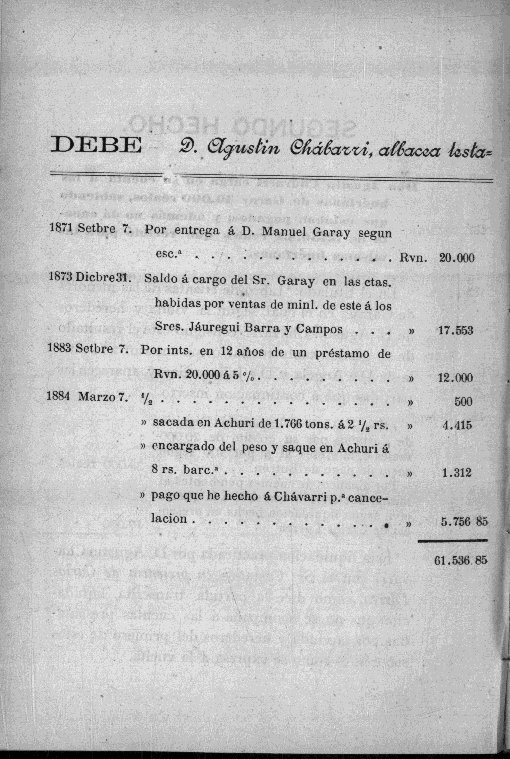 DEBE D. Agustin Chábarri, albacea testa=
1871 Setbre 7. Por entrega á D. Manuel Garay segun
esc.ª . . . . . . . . . . Rvn. 20.000
1873 Dicbre 31. Saldo á cargo del Sr. Garay en las ctas.
habidas por ventas de minl. de este á los
Sres. Jáuregui Barra y Campos . . . » 17.553
1883 Setbre 7. Por ints. en 12 años de un préstamo de
Rvn. 20.000 á 5 %. . . . . . . . . . » 12.000
1884 Marzo 7. ½ . . . . . . . . . . . . . . » 500
» sacada en Achuri de 1.766 tons. á 2 ½ rs. » 4.415
» encargado del peso y saque en Achuri á
8 rs. barc.ª . . . . . . . . . . . . » 1.312
» pago que he hecho á Chávarri p.ª cance-
lacion . . . . . . . . . . . . . . » 5.756 85
61.536 85